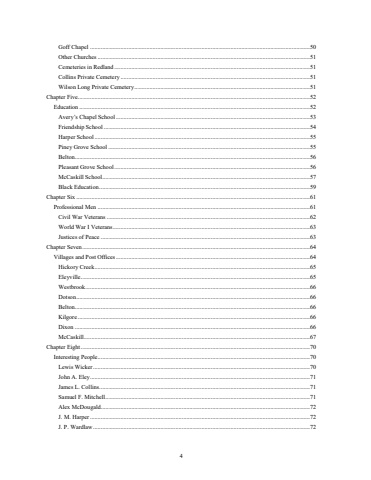 Goff Chapel ........................................ 50
Other Churches ........................................ 51
Cemeteries in Redland ........................................ 51
Collins Private Cemetery ........................................ 51
Wilson Long Private Cemetery ........................................ 51
Chapter Five ........................................ 52
Education ........................................ 52
Avery's Chapel School ........................................ 53
Friendship School ........................................ 54
Harper School ........................................ 55
Piney Grove School ........................................ 55
Belton ........................................ 56
Pleasant Grove School ........................................ 56
McCaskill School ........................................ 57
Black Education ........................................ 59
Chapter Six ........................................ 61
Professional Men ........................................ 61
Civil War Veterans ........................................ 62
World War I Veterans ........................................ 63
Justices of Peace ........................................ 63
Chapter Seven ........................................ 64
Villages and Post Offices ........................................ 64
Hickory Creek ........................................ 65
Eleyville ........................................ 65
Westbrook ........................................ 66
Dotson ........................................ 66
Belton ........................................ 66
Kilgore ........................................ 66
Dixon ........................................ 66
McCaskill ........................................ 67
Chapter Eight ........................................ 70
Interesting People ........................................ 70
Lewis Wicker ........................................ 70
John A. Eley ........................................ 71
James L. Collins ........................................ 71
Samuel F. Mitchell ........................................ 71
Alex McDougald ........................................ 72
J. M. Harper ........................................ 72
J. P. Wardlaw ........................................ 72
4